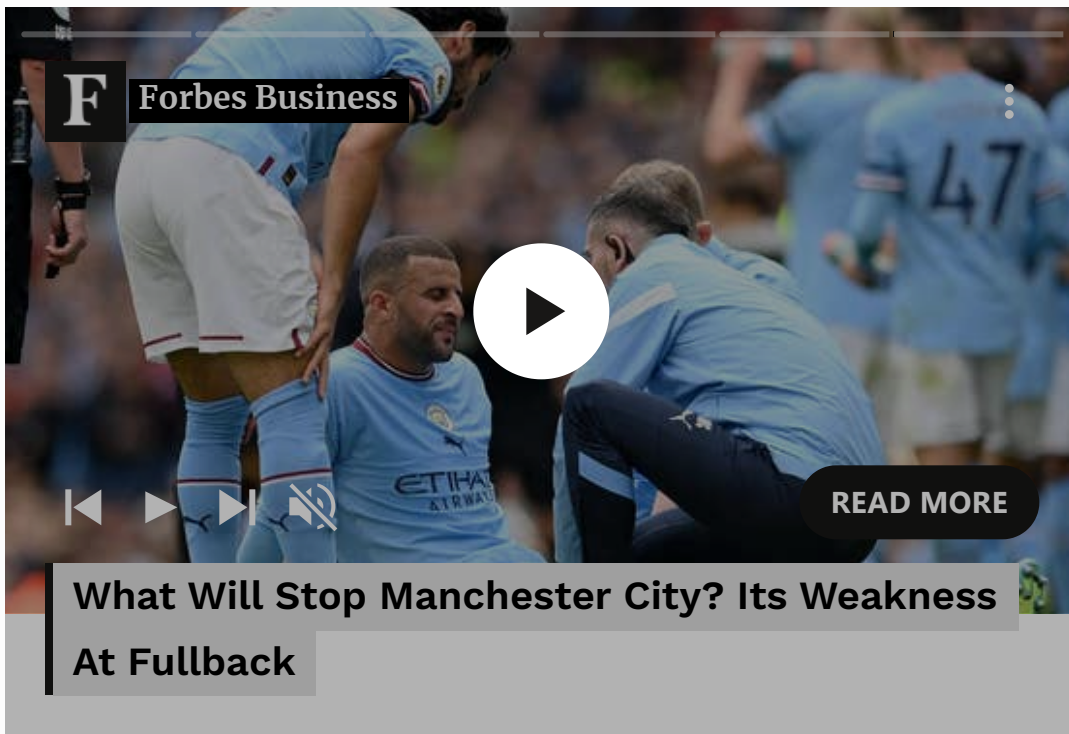 F
Forbes Business
47
ETIHAD
AIRWAYS
READ MORE
What Will Stop Manchester City? Its Weakness
At Fullback